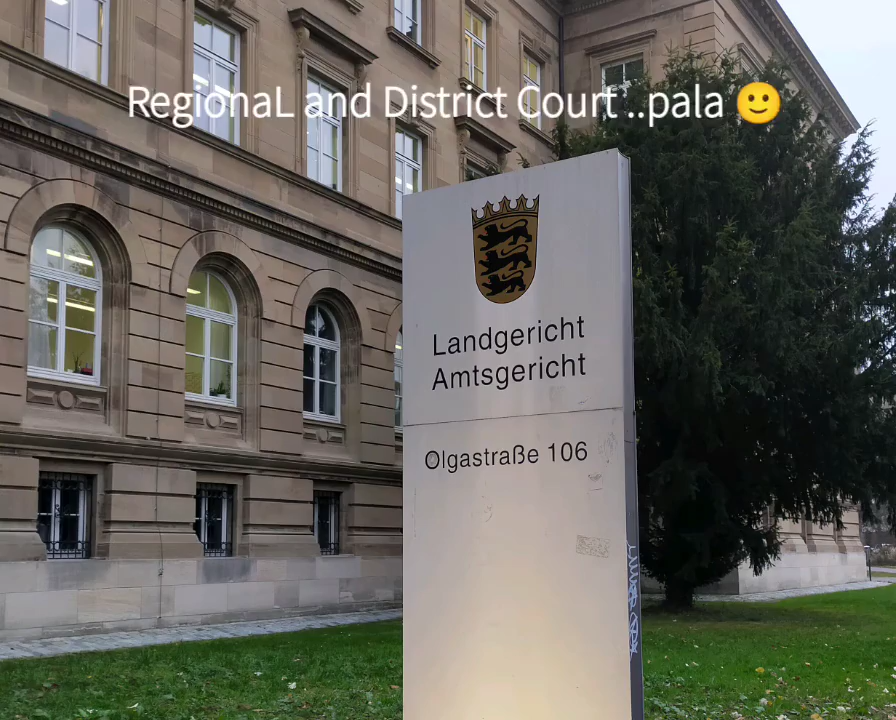 RegionaL and District Court ..pala 🙂
Landgericht
Amtsgericht
Olgastraße 106